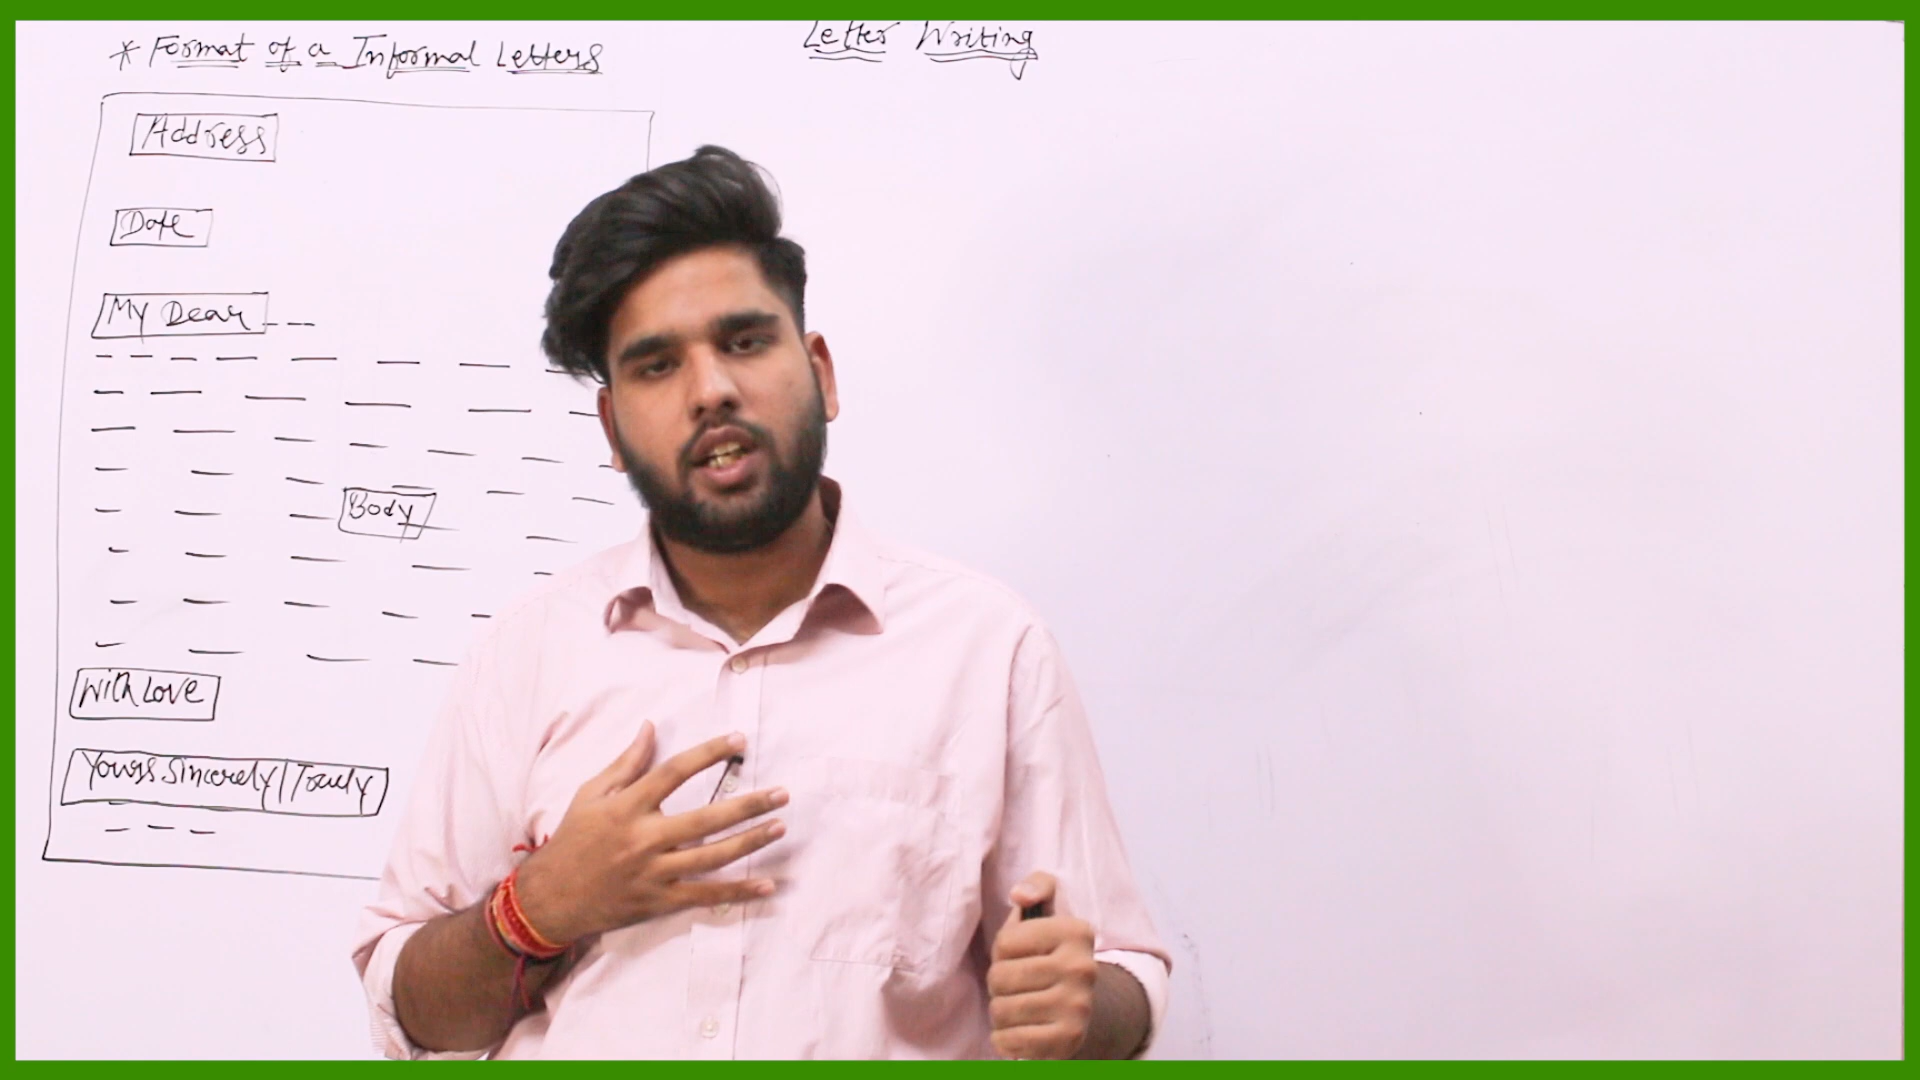 Letter Writing
* Format of a Informal Letters
Address
Date
My Dear ---
Body
With Love
Yours Sincerely/Truly
---